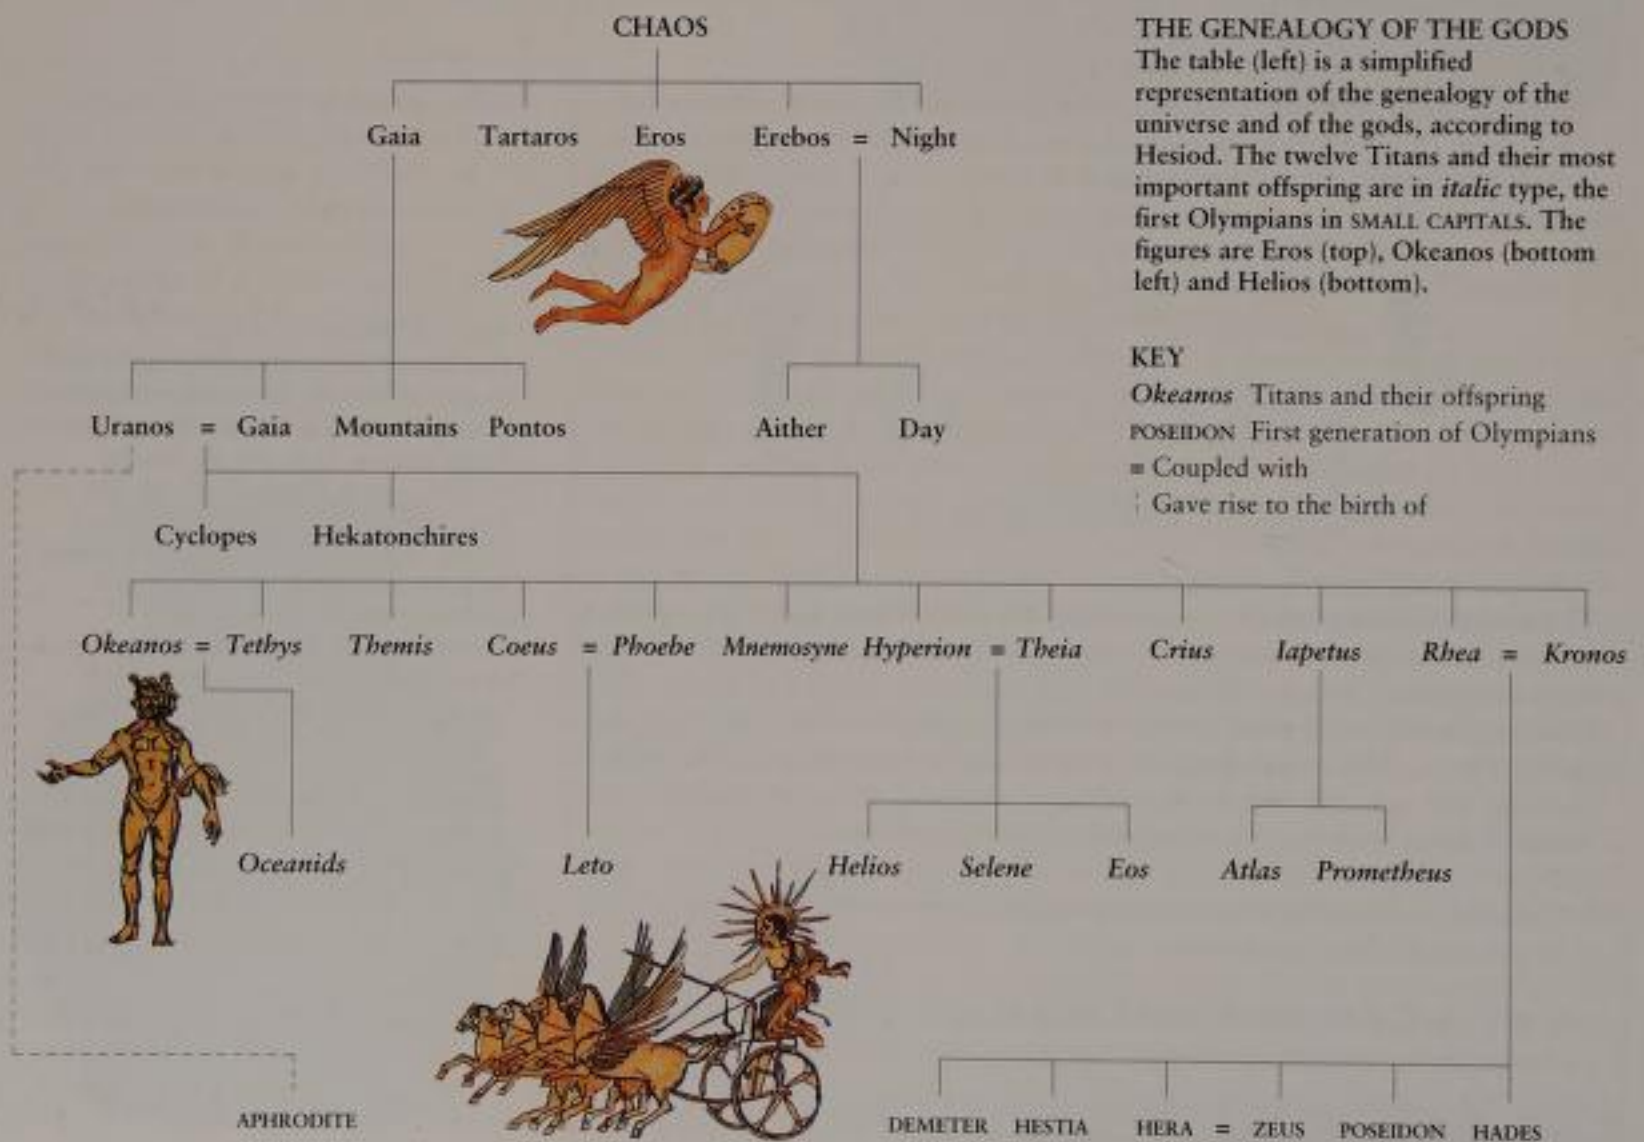 CHAOS
Gaia Tartaros Eros Erebos = Night
Uranos = Gaia Mountains Pontos Aither Day
Cyclopes Hekatonchires
Okeanos = Tethys Themis Coeus = Phoebe Mnemosyne Hyperion = Theia Crius Iapetus Rhea = Kronos
Oceanids Leto Helios Selene Eos Atlas Prometheus
APHRODITE DEMETER HESTIA HERA = ZEUS POSEIDON HADES
THE GENEALOGY OF THE GODS
The table (left) is a simplified
representation of the genealogy of the
universe and of the gods, according to
Hesiod. The twelve Titans and their most
important offspring are in italic type, the
first Olympians in SMALL CAPITALS. The
figures are Eros (top), Okeanos (bottom
left) and Helios (bottom).
KEY
Okeanos Titans and their offspring
POSEIDON First generation of Olympians
= Coupled with
¦ Gave rise to the birth of